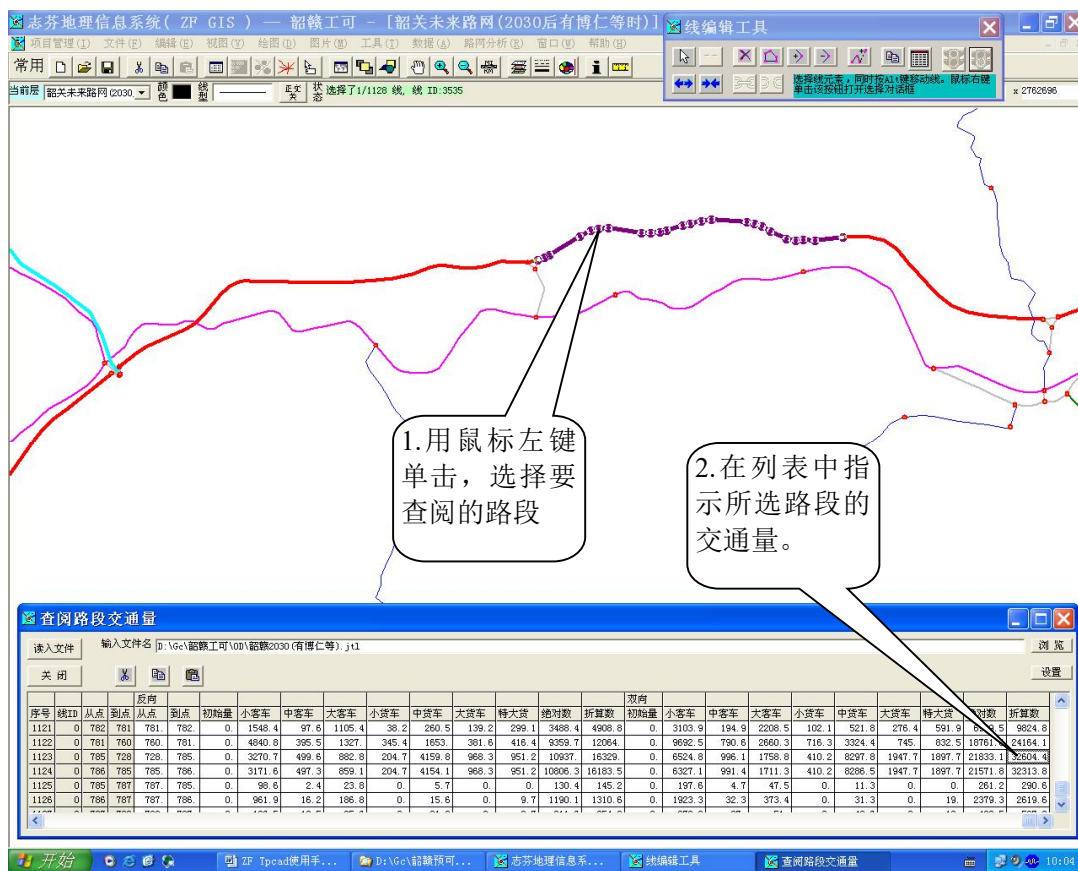 志芬地理信息系统( ZF GIS ) — 韶赣工可 - [韶关未来路网(2030后有博仁等时)]
线编辑工具
项目管理(I) 文件(F) 编辑(E) 视图(V) 绘图(D) 图片(M) 工具(T) 数据(A) 路网分析(R) 窗口(W) 帮助(H)
常用
选择线元素，同时按Alt键移动线。鼠标右键
单击该按钮打开选择对话框
当前层 韶关未来路网(2030 颜色 线型 正交 关 状态 选择了1/1128 线, 线 ID:3535
x 2762696
1.用鼠标左键
单击，选择要
查阅的路段
2.在列表中指
示所选路段的
交通量。
查阅路段交通量
读入文件 输入文件名 D:\Gc\韶赣工可\OD\韶赣2030(有博仁等).jtl 浏 览
关 闭 设置
反向 双向
序号 线ID 从点 到点 从点 到点 初始量 小客车 中客车 大客车 小货车 中货车 大货车 特大货 绝对数 折算数 初始量 小客车 中客车 大客车 小货车 中货车 大货车 特大货 绝对数 折算数
1121 0 782 781 781. 782. 0. 1548.4 97.6 1105.4 38.2 260.5 139.2 299.1 3488.4 4908.8 0. 3103.9 194.9 2208.5 102.1 521.8 276.4 591.9 9824.8
1122 0 781 760 760. 781. 0. 4840.8 395.5 1327. 345.4 1653. 381.6 416.4 9359.7 12064. 0. 9692.5 790.6 2660.3 716.3 3324.4 745. 832.5 18761. 24164.1
1123 0 785 728 728. 785. 0. 3270.7 499.6 882.8 204.7 4159.8 968.3 951.2 10937. 16329. 0. 6524.8 996.1 1758.8 410.2 8297.8 1947.7 1897.7 21833.1 32604.4
1124 0 786 785 785. 786. 0. 3171.6 497.3 859.1 204.7 4154.1 968.3 951.2 10806.3 16183.5 0. 6327.1 991.4 1711.3 410.2 8286.5 1947.7 1897.7 21571.8 32313.8
1125 0 785 787 787. 785. 0. 98.6 2.4 23.8 0. 5.7 0. 0. 130.4 145.2 0. 197.6 4.7 47.5 0. 11.3 0. 0. 261.2 290.6
1126 0 786 787 787. 786. 0. 961.9 16.2 186.8 0. 15.6 0. 9.7 1190.1 1310.6 0. 1923.3 32.3 373.4 0. 31.3 0. 19. 2379.3 2619.6
开始 ZF Tpcad使用手... D:\Gc\韶赣预可... 志芬地理信息系... 线编辑工具 查阅路段交通量 10:04